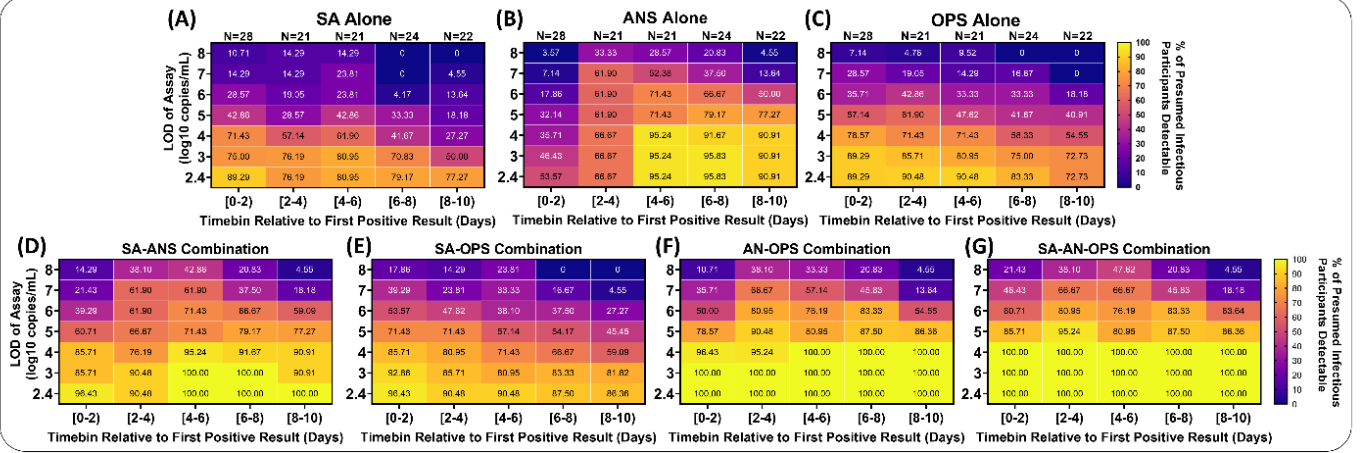 (A) SA Alone
N=28 N=21 N=21 N=24 N=22
LOD of Assay
(log10 copies/mL)
8 10.71 14.29 14.29 0 0
7 14.29 14.29 23.81 0 4.55
6 28.57 19.05 23.81 4.17 13.64
5 42.86 28.57 42.86 33.33 18.18
4 71.43 57.14 61.90 41.67 27.27
3 75.00 76.19 80.95 70.83 50.00
2.4 89.29 76.19 80.95 79.17 77.27
[0-2) [2-4) [4-6) [6-8) [8-10)
(B) ANS Alone
N=28 N=21 N=21 N=24 N=22
8 3.57 33.33 28.57 20.83 4.55
7 7.14 61.90 52.38 37.50 13.64
6 17.86 61.90 71.43 66.67 50.00
5 32.14 61.90 71.43 79.17 77.27
4 35.71 66.67 95.24 91.67 90.91
3 46.43 66.67 95.24 95.83 90.91
2.4 53.57 66.67 95.24 95.83 90.91
[0-2) [2-4) [4-6) [6-8) [8-10)
(C) OPS Alone
N=28 N=21 N=21 N=24 N=22
8 7.14 4.76 9.52 0 0
7 28.57 19.05 14.29 16.67 0
6 35.71 42.86 33.33 33.33 18.18
5 57.14 61.90 47.62 41.67 40.91
4 78.57 71.43 71.43 58.33 54.55
3 89.29 85.71 80.95 75.00 72.73
2.4 89.29 90.48 90.48 83.33 72.73
[0-2) [2-4) [4-6) [6-8) [8-10)
100
90
80
70
60
50
40
30
20
10
0
% of Presumed Infectious
Participants Detectable
Timebin Relative to First Positive Result (Days) Timebin Relative to First Positive Result (Days) Timebin Relative to First Positive Result (Days)
(D) SA-ANS Combination
LOD of Assay
(log10 copies/mL)
8 14.29 38.10 42.86 20.83 4.55
7 21.43 61.90 61.90 37.50 18.18
6 39.29 61.90 71.43 66.67 59.09
5 60.71 66.67 71.43 79.17 77.27
4 85.71 76.19 95.24 91.67 90.91
3 85.71 90.48 100.00 100.00 90.91
2.4 96.43 90.48 100.00 100.00 100.00
[0-2) [2-4) [4-6) [6-8) [8-10)
(E) SA-OPS Combination
8 17.86 14.29 23.81 0 0
7 39.29 23.81 33.33 16.67 4.55
6 53.57 47.62 38.10 37.50 27.27
5 71.43 71.43 57.14 54.17 45.45
4 85.71 80.95 71.43 66.67 59.09
3 92.86 85.71 80.95 83.33 81.82
2.4 96.43 90.48 90.48 87.50 86.36
[0-2) [2-4) [4-6) [6-8) [8-10)
(F) AN-OPS Combination
8 10.71 38.10 33.33 20.83 4.55
7 35.71 66.67 57.14 45.83 13.64
6 50.00 80.95 76.19 83.33 54.55
5 78.57 90.48 80.95 87.50 86.36
4 96.43 95.24 100.00 100.00 100.00
3 100.00 100.00 100.00 100.00 100.00
2.4 100.00 100.00 100.00 100.00 100.00
[0-2) [2-4) [4-6) [6-8) [8-10)
(G) SA-AN-OPS Combination
8 21.43 38.10 47.62 20.83 4.55
7 46.43 66.67 66.67 45.83 18.18
6 60.71 80.95 76.19 83.33 63.64
5 85.71 95.24 80.95 87.50 86.36
4 100.00 100.00 100.00 100.00 100.00
3 100.00 100.00 100.00 100.00 100.00
2.4 100.00 100.00 100.00 100.00 100.00
[0-2) [2-4) [4-6) [6-8) [8-10)
100
90
80
70
60
50
40
30
20
10
0
% of Presumed Infectious
Participants Detectable
Timebin Relative to First Positive Result (Days) Timebin Relative to First Positive Result (Days) Timebin Relative to First Positive Result (Days) Timebin Relative to First Positive Result (Days)